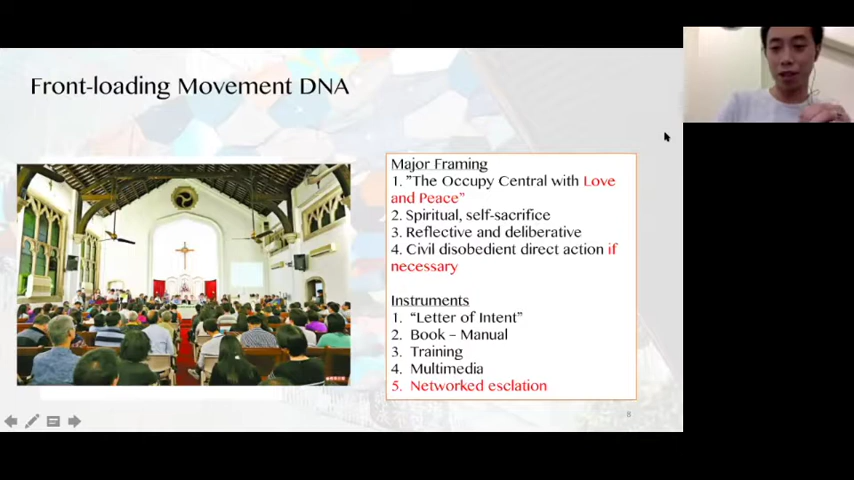 Front-loading Movement DNA
Major Framing
1. ”The Occupy Central with Love
and Peace”
2. Spiritual, self-sacrifice
3. Reflective and deliberative
4. Civil disobedient direct action if
necessary
Instruments
1. “Letter of Intent”
2. Book – Manual
3. Training
4. Multimedia
5. Networked esclation
8